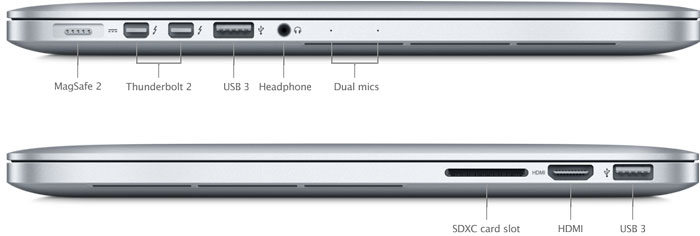 MagSafe 2
Thunderbolt 2
USB 3
Headphone
Dual mics
HDMI
SDXC card slot
HDMI
USB 3